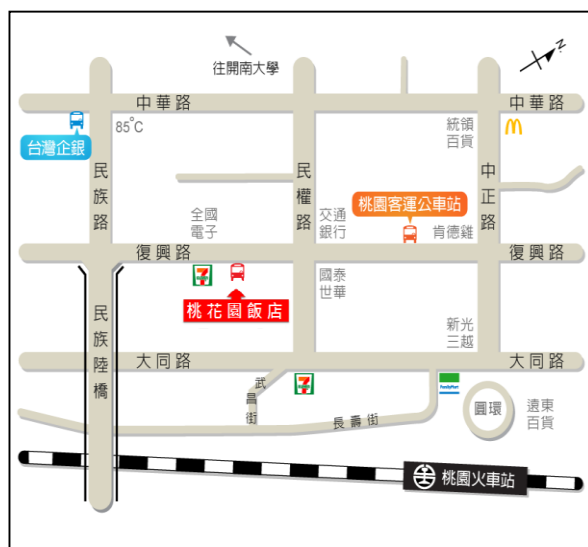 往開南大學
N
中華路
中華路
台灣企銀
85°C
統領
百貨
民族路
民權路
中正路
全國
電子
交通
銀行
桃園客運公車站
肯德雞
復興路
復興路
7
ELEVEN
桃花園飯店
國泰
世華
民族陸橋
新光
三越
大同路
大同路
武昌街
7
ELEVEN
FamilyMart
圓環
遠東
百貨
長壽街
桃園火車站